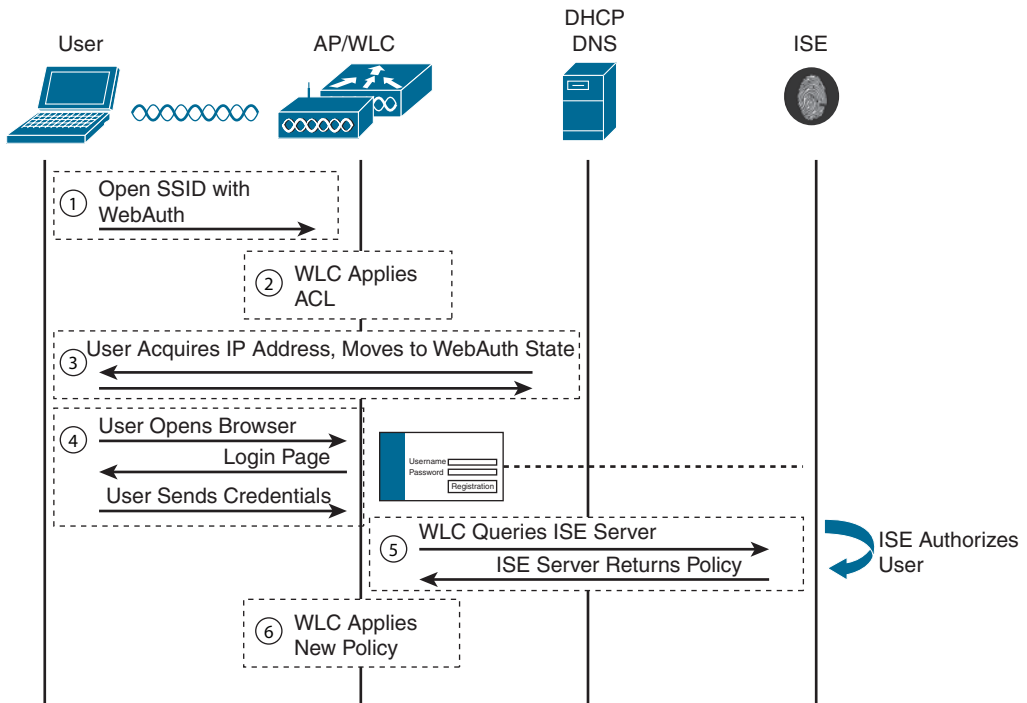 User
AP/WLC
DHCP
DNS
ISE
1
Open SSID with
WebAuth
2
WLC Applies
ACL
3
User Acquires IP Address, Moves to WebAuth State
4
User Opens Browser
Login Page
User Sends Credentials
Username
Password
Registration
5
WLC Queries ISE Server
ISE Server Returns Policy
ISE Authorizes
User
6
WLC Applies
New Policy